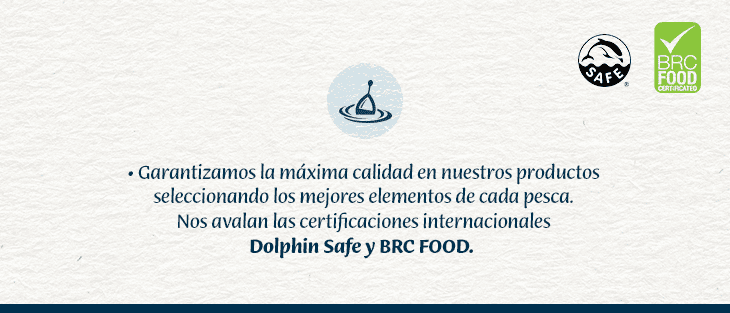 SAFE
®
BRC
FOOD
CERTIFICATED
• Garantizamos la máxima calidad en nuestros productos
seleccionando los mejores elementos de cada pesca.
Nos avalan las certificaciones internacionales
Dolphin Safe y BRC FOOD.